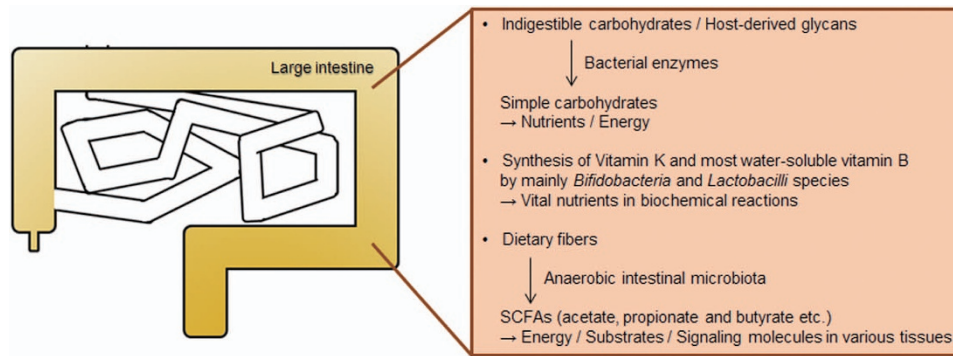 Large intestine
• Indigestible carbohydrates / Host-derived glycans
Bacterial enzymes
Simple carbohydrates
→ Nutrients / Energy
• Synthesis of Vitamin K and most water-soluble vitamin B
by mainly Bifidobacteria and Lactobacilli species
→ Vital nutrients in biochemical reactions
• Dietary fibers
Anaerobic intestinal microbiota
SCFAs (acetate, propionate and butyrate etc.)
→ Energy / Substrates / Signaling molecules in various tissues